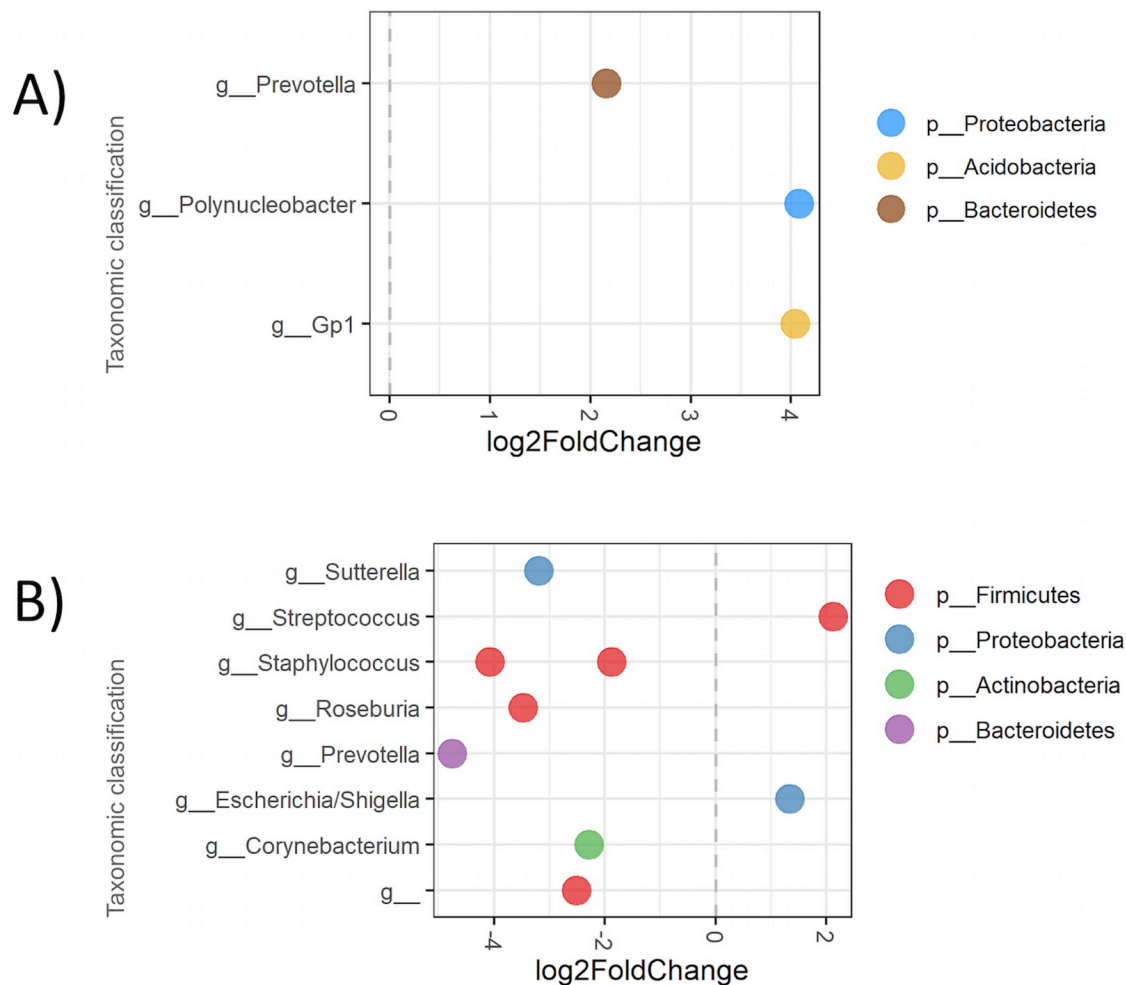 A)
Taxonomic classification
g__Prevotella
g__Polynucleobacter
g__Gp1
0 1 2 3 4
log2FoldChange
p__Proteobacteria
p__Acidobacteria
p__Bacteroidetes
B)
Taxonomic classification
g__Sutterella
g__Streptococcus
g__Staphylococcus
g__Roseburia
g__Prevotella
g__Escherichia/Shigella
g__Corynebacterium
g__
-4 -2 0 2
log2FoldChange
p__Firmicutes
p__Proteobacteria
p__Actinobacteria
p__Bacteroidetes